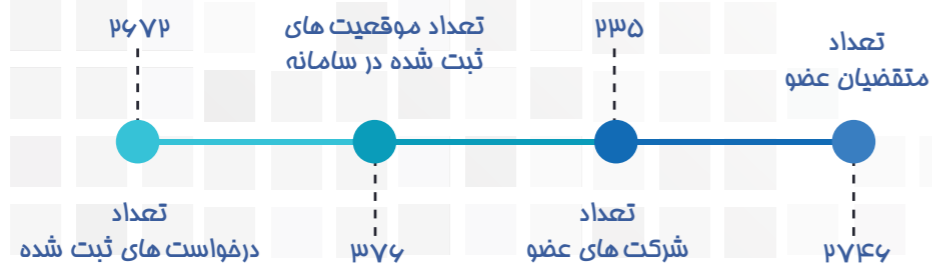 تعداد
متقضیان عضو
۲۷۴۶
۲۳۵
تعداد
شرکت های عضو
تعداد موقعیت های
ثبت شده در سامانه
۳۷۶
۲۶۷۲
تعداد
درخواست های ثبت شده